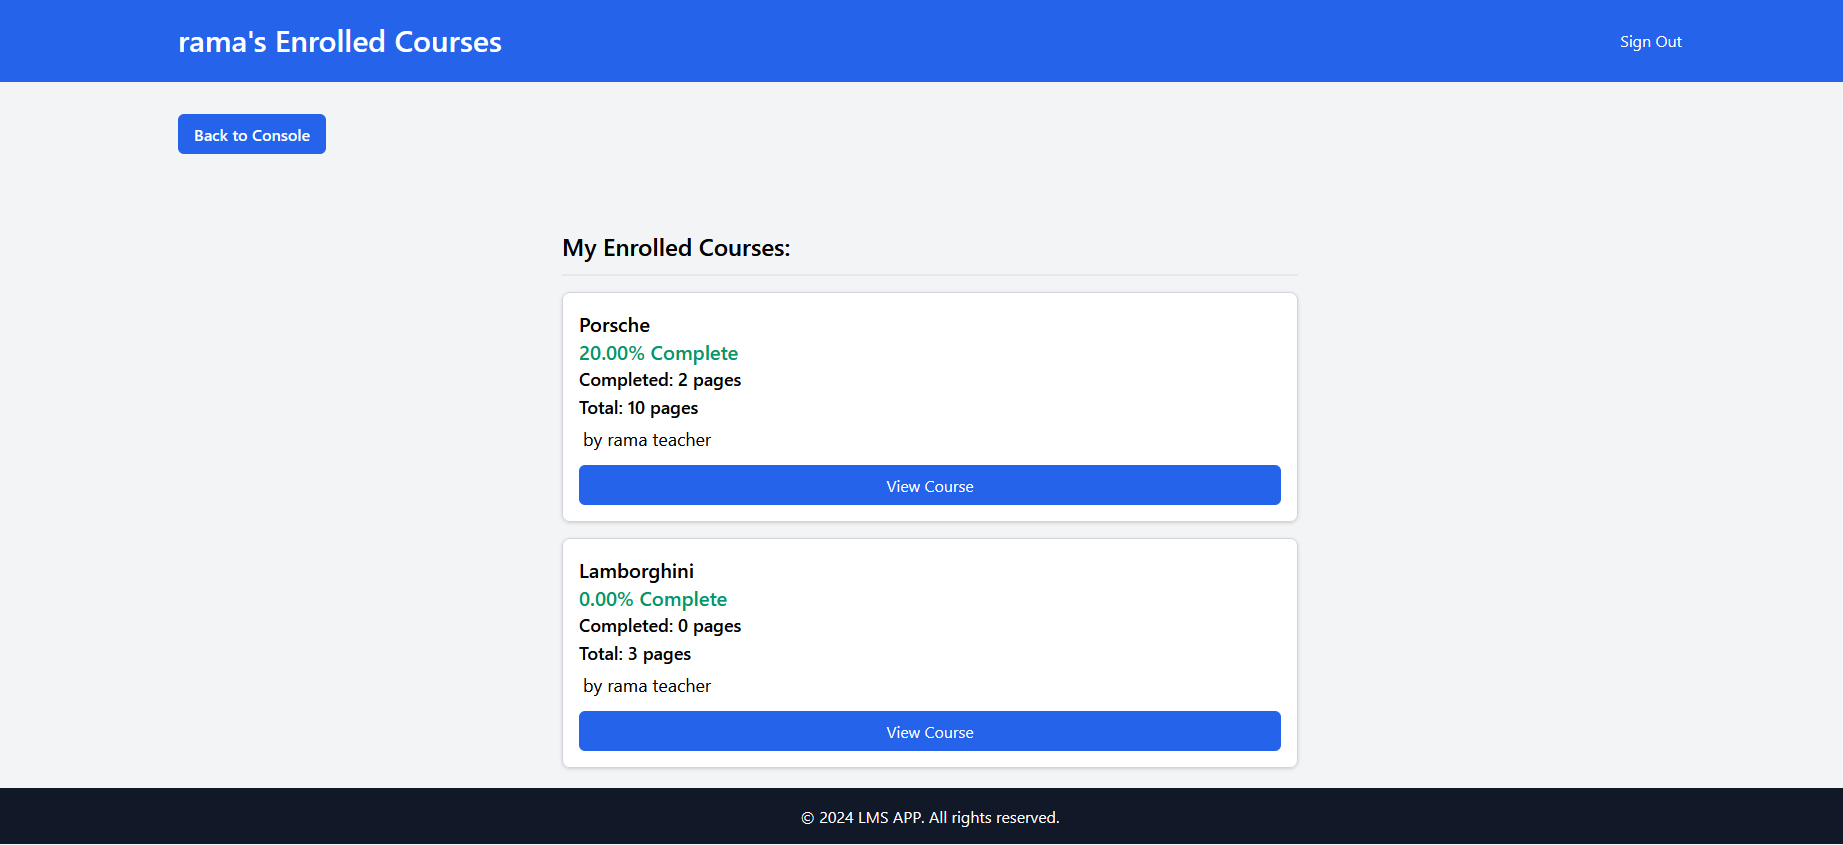 rama's Enrolled Courses
Sign Out
Back to Console
My Enrolled Courses:
Porsche
20.00% Complete
Completed: 2 pages
Total: 10 pages
by rama teacher
View Course
Lamborghini
0.00% Complete
Completed: 0 pages
Total: 3 pages
by rama teacher
View Course
© 2024 LMS APP. All rights reserved.